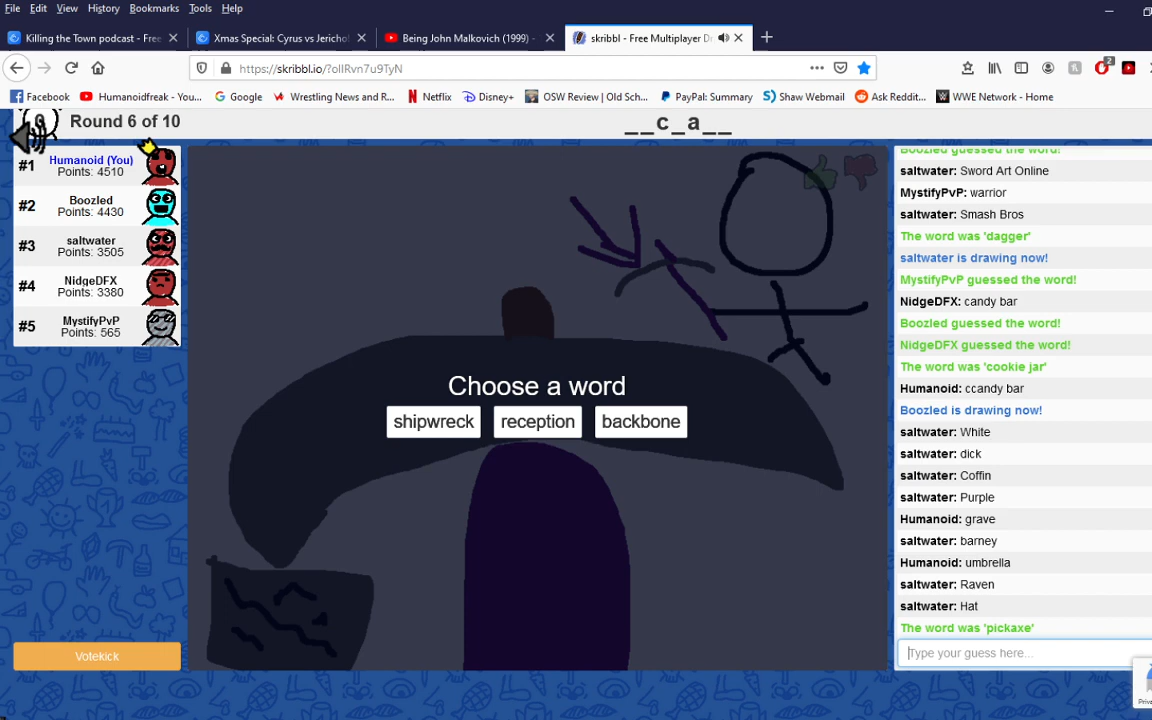 File Edit View History Bookmarks Tools Help
Killing the Town podcast - Free
Xmas Special: Cyrus vs Jericho:
Being John Malkovich (1999) -
skribbl - Free Multiplayer Dr
https://skribbl.io/?olIRvn7u9TyN
2
Facebook
Humanoidfreak - You...
Google
Wrestling News and R...
Netflix
Disney+
OSW Review | Old Sch...
PayPal: Summary
Shaw Webmail
Ask Reddit...
WWE Network - Home
Round 6 of 10
__c_a__
#1 Humanoid (You)
Points: 4510
#2 Boozled
Points: 4430
#3 saltwater
Points: 3505
#4 NidgeDFX
Points: 3380
#5 MystifyPvP
Points: 565
Votekick
Choose a word
shipwreck reception backbone
Boozled guessed the word!
saltwater: Sword Art Online
MystifyPvP: warrior
saltwater: Smash Bros
The word was 'dagger'
saltwater is drawing now!
MystifyPvP guessed the word!
NidgeDFX: candy bar
Boozled guessed the word!
NidgeDFX guessed the word!
The word was 'cookie jar'
Humanoid: ccandy bar
Boozled is drawing now!
saltwater: White
saltwater: dick
saltwater: Coffin
saltwater: Purple
Humanoid: grave
saltwater: barney
Humanoid: umbrella
saltwater: Raven
saltwater: Hat
The word was 'pickaxe'
Type your guess here...